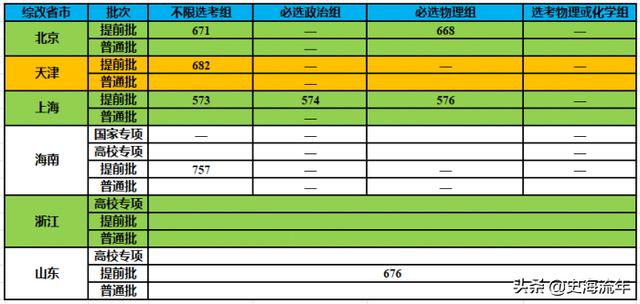 综改省市 批次 不限选考组 必选政治组 必选物理组 选考物理或化学组
北京 提前批 671 — 668 —
普通批 —
天津 提前批 682 — — —
普通批 —
上海 提前批 573 574 576 —
普通批 —
海南 国家专项 — — —
高校专项 — —
提前批 757 — — —
普通批 — — —
浙江 高校专项
提前批
普通批
山东 高校专项
提前批 676
普通批
头条 @史海流年